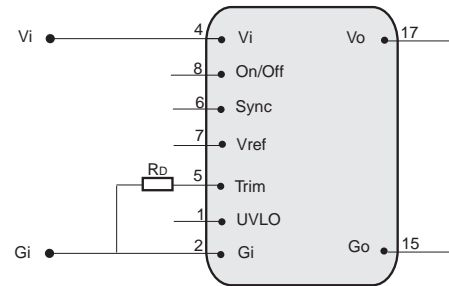 Vi 4 Vi Vo 17
8 On/Off
6 Sync
7 Vref
RD 5 Trim
1 UVLO
Gi 2 Gi Go 15